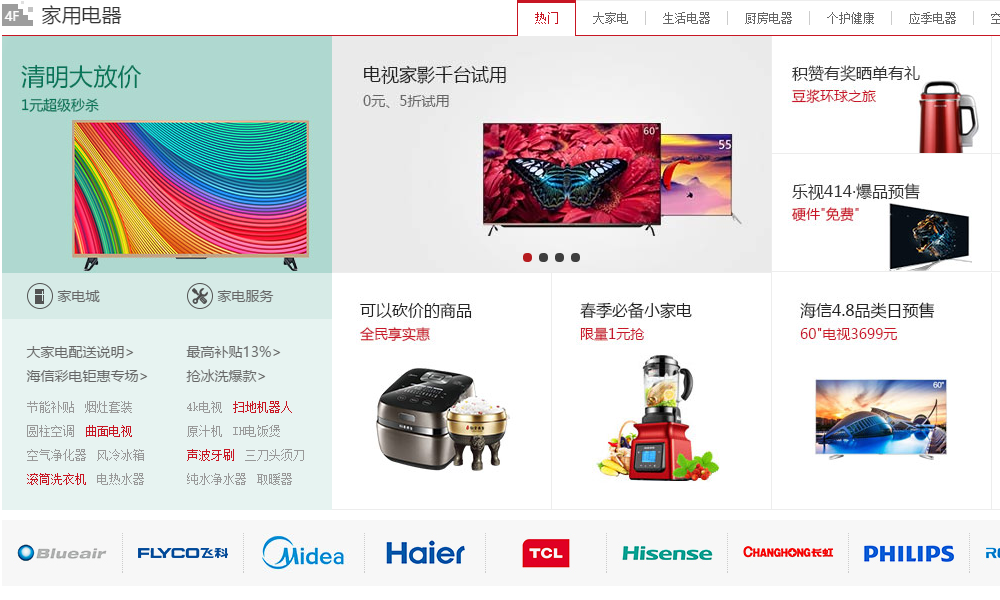 4F 家用电器
热门 大家电 生活电器 厨房电器 个护健康 应季电器
清明大放价
1元超级秒杀
电视家影千台试用
0元、5折试用
60"
55
积赞有奖晒单有礼
豆浆环球之旅
乐视414·爆品预售
硬件"免费"
家电城 家电服务
大家电配送说明>
海信彩电钜惠专场>
最高补贴13%>
抢冰洗爆款>
节能补贴 烟灶套装
圆柱空调 曲面电视
空气净化器 风冷冰箱
滚筒洗衣机 电热水器
4k电视 扫地机器人
原汁机 IH电饭煲
声波牙刷 三刀头须刀
纯水净水器 取暖器
可以砍价的商品
全民享实惠
春季必备小家电
限量1元抢
海信4.8品类日预售
60"电视3699元
60"
Blueair FLYCO飞科 Midea Haier TCL Hisense CHANGHONG长虹 PHILIPS